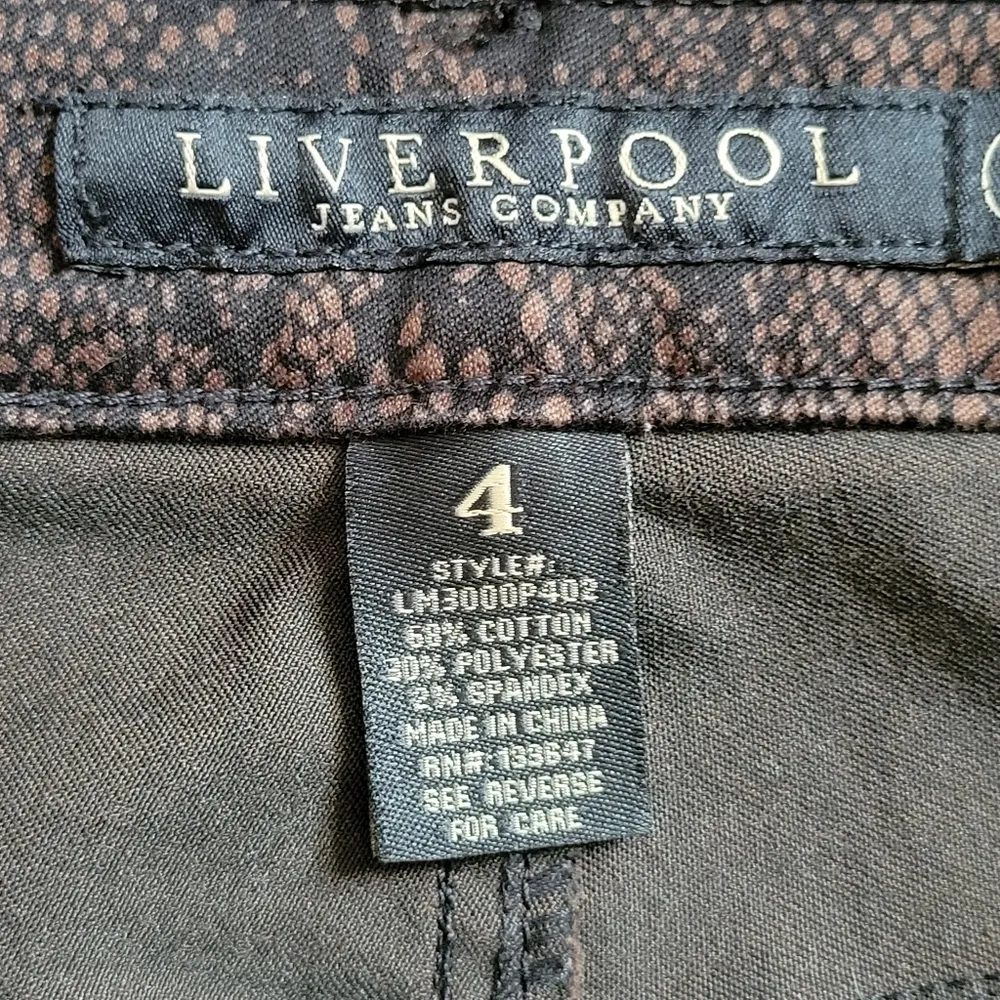 LIVERPOOL
JEANS COMPANY
4
STYLE#:
LM3000P402
68% COTTON
30% POLYESTER
2% SPANDEX
MADE IN CHINA
RN# 133647
SEE REVERSE
FOR CARE